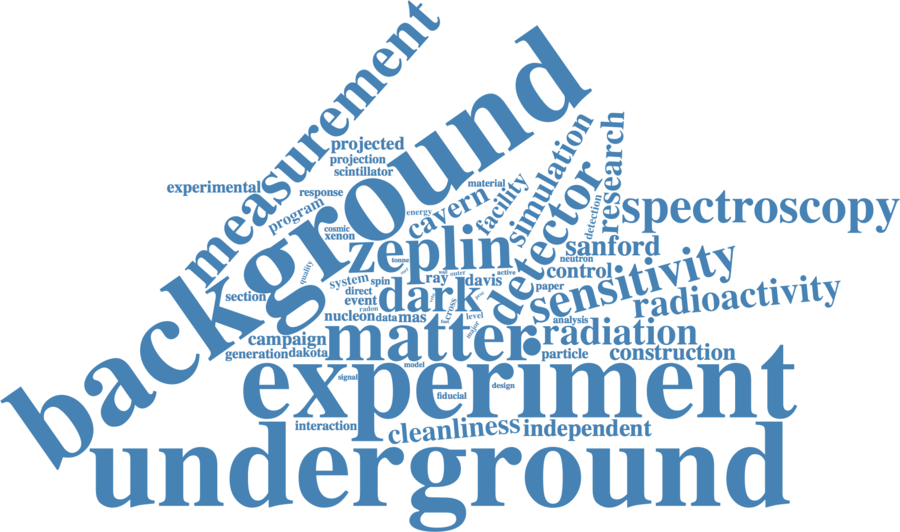 measurement
background
projected
projection
scintillator
experimental
response
program
cosmic
xenon
material
energy
cavern
facility
simulation
research
detection
detector
spectroscopy
zeplin
sanford
neutron
control
paper
sensitivity
radioactivity
quality
tonne
system
spin
ray
outer
davis
active
direct
section
event
dark
radon
nucleon
data
mas
cross
level
major
analysis
radiation
campaign
matter
generation
dakota
particle
construction
model
experiment
signal
design
fiducial
interaction
cleanliness
independent
underground